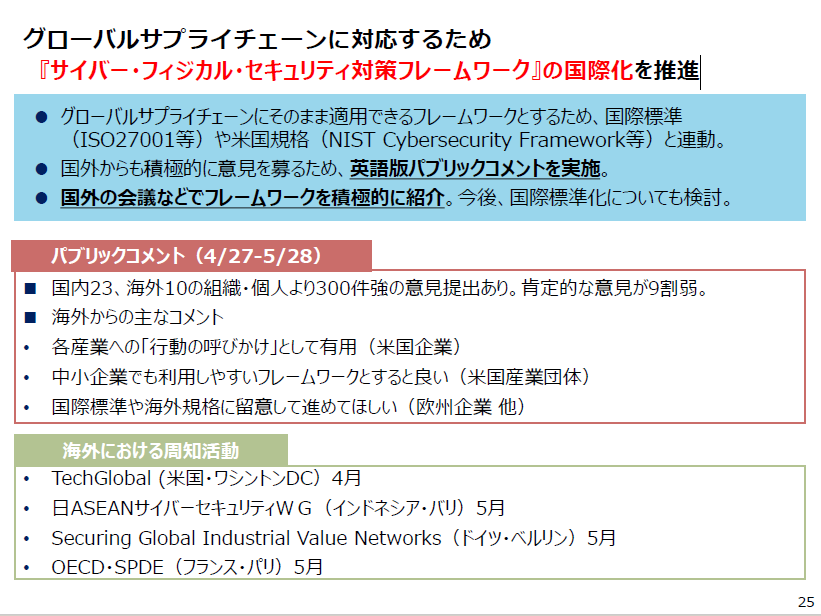 グローバルサプライチェーンに対応するため
『サイバー・フィジカル・セキュリティ対策フレームワーク』の国際化を推進
● グローバルサプライチェーンにそのまま適用できるフレームワークとするため、国際標準
（ISO27001等）や米国規格（NIST Cybersecurity Framework等）と連動。
● 国外からも積極的に意見を募るため、英語版パブリックコメントを実施。
● 国外の会議などでフレームワークを積極的に紹介。今後、国際標準化についても検討。
パブリックコメント（4/27-5/28）
■ 国内23、海外10の組織・個人より300件強の意見提出あり。肯定的な意見が9割弱。
■ 海外からの主なコメント
• 各産業への「行動の呼びかけ」として有用（米国企業）
• 中小企業でも利用しやすいフレームワークとすると良い（米国産業団体）
• 国際標準や海外規格に留意して進めてほしい（欧州企業 他）
海外における周知活動
• TechGlobal (米国・ワシントンDC）4月
• 日ASEANサイバーセキュリティＷＧ（インドネシア・バリ）5月
• Securing Global Industrial Value Networks（ドイツ・ベルリン）5月
• OECD・SPDE（フランス・パリ）5月
25